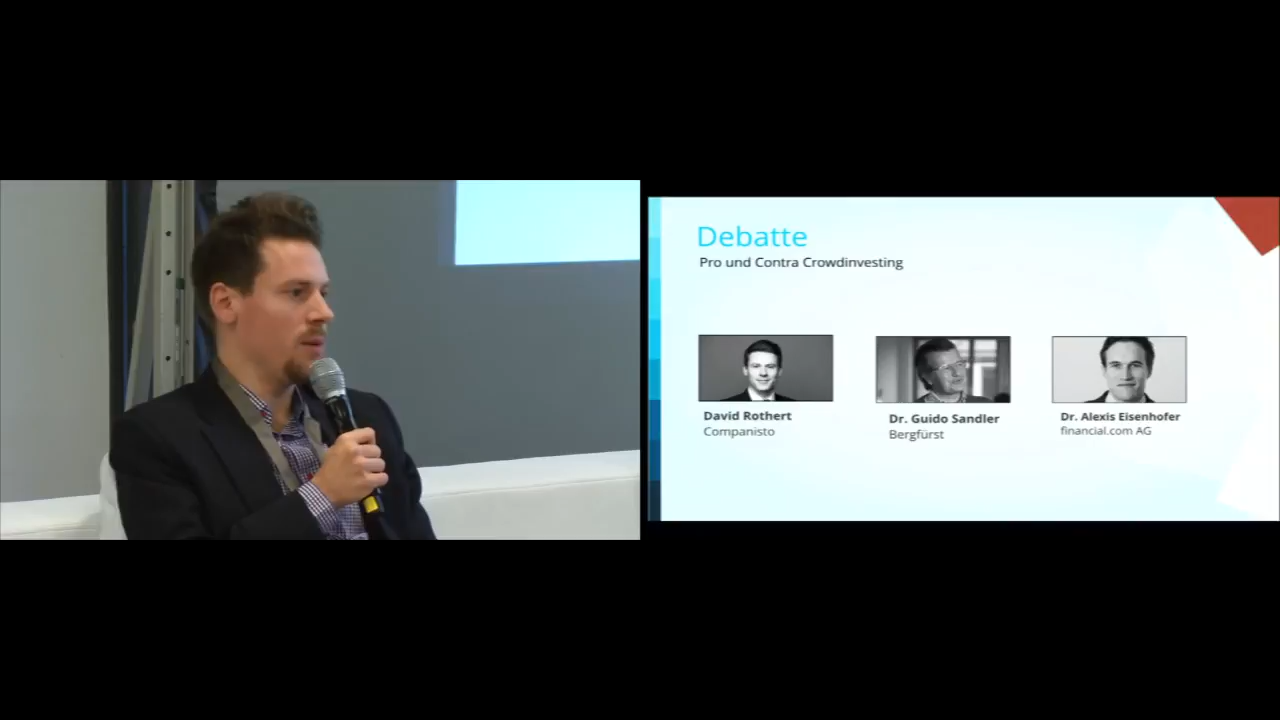 Debatte
Pro und Contra Crowdinvesting
David Rothert
Companisto
Dr. Guido Sandler
Bergfürst
Dr. Alexis Eisenhofer
financial.com AG